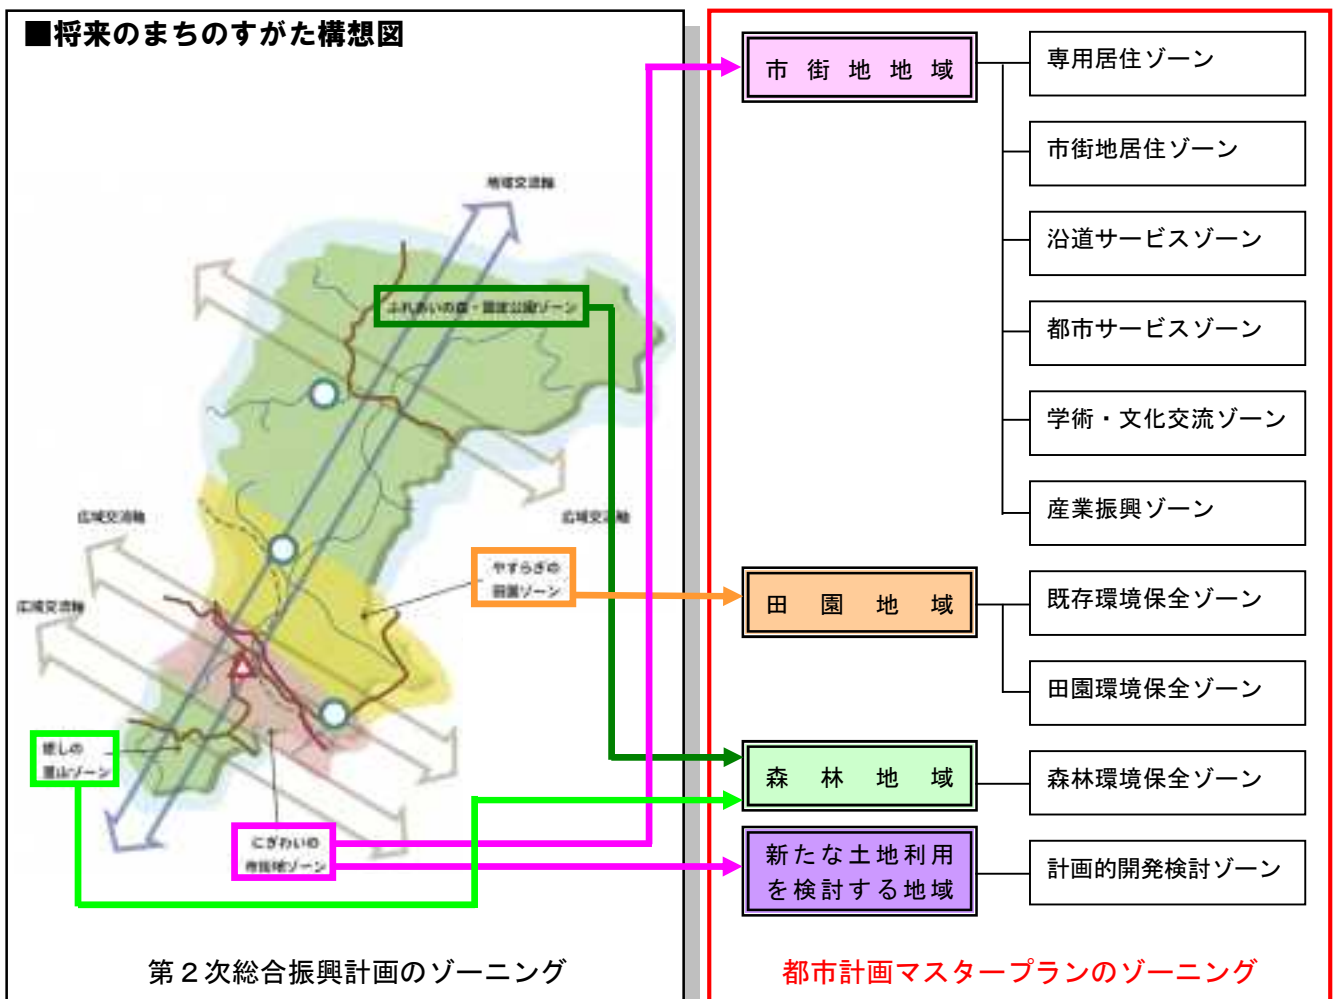 ■将来のまちのすがた構想図
地域交流軸
ふれあいの森・国定公園ゾーン
広域交流軸
広域交流軸
広域交流軸
やすらぎの
田園ゾーン
癒しの
里山ゾーン
にぎわいの
市街地ゾーン
第２次総合振興計画のゾーニング
市街地地域
専用居住ゾーン
市街地居住ゾーン
沿道サービスゾーン
都市サービスゾーン
学術・文化交流ゾーン
産業振興ゾーン
田園地域
既存環境保全ゾーン
田園環境保全ゾーン
森林地域
森林環境保全ゾーン
新たな土地利用
を検討する地域
計画的開発検討ゾーン
都市計画マスタープランのゾーニング